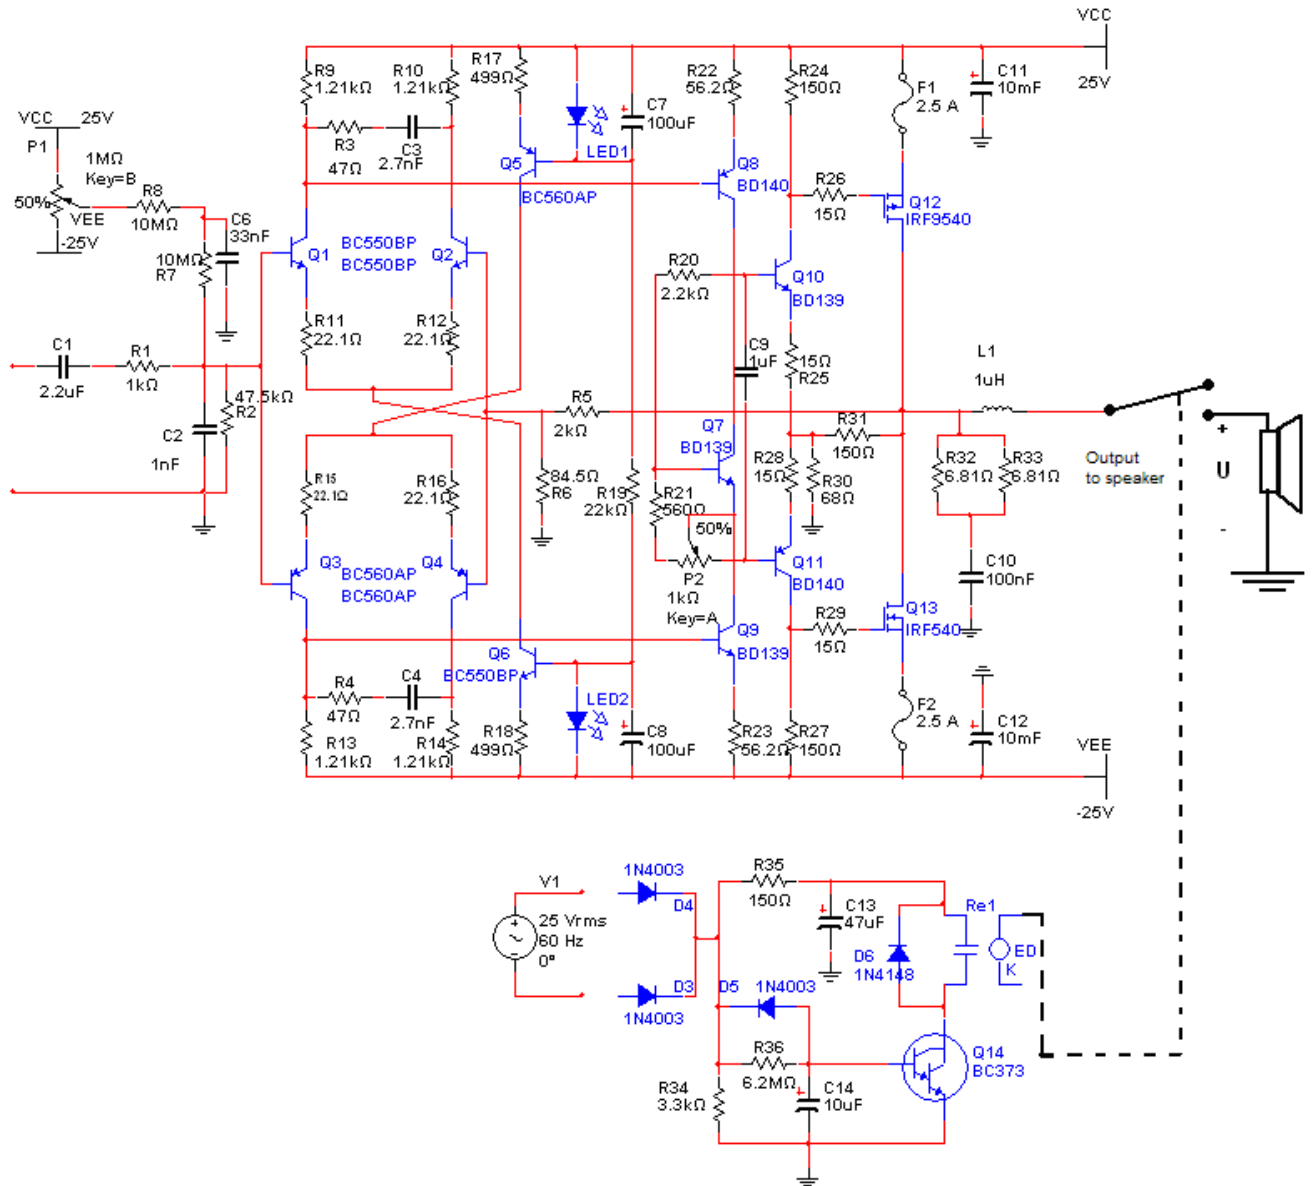 VCC
25V
R9
1.21kΩ
R10
1.21kΩ
R17
499Ω
LED1
C7
100uF
R22
56.2Ω
R24
150Ω
F1
2.5 A
C11
10mF
VCC
25V
P1
1MΩ
Key=B
50%
VEE
-25V
R8
10MΩ
C6
33nF
10MΩ
R7
R3
47Ω
C3
2.7nF
Q5
BC560AP
Q8
BD140
R26
15Ω
Q12
IRF9540
Q1
BC550BP
BC550BP
Q2
R20
2.2kΩ
Q10
BD139
R11
22.1Ω
R12
22.1Ω
C9
1uF
15Ω
R25
L1
1uH
C1
2.2uF
R1
1kΩ
47.5kΩ
R2
C2
1nF
R5
2kΩ
R31
150Ω
Q7
BD139
R15
22.1Ω
R16
22.1Ω
84.5Ω
R6
R19
22kΩ
R21
560Ω
50%
R28
15Ω
R30
68Ω
R32
6.81Ω
R33
6.81Ω
Output
to speaker
+
U
-
Q3
BC560AP
BC560AP
Q4
P2
1kΩ
Key=A
Q11
BD140
C10
100nF
R29
15Ω
Q13
IRF540
Q6
BC550BP
Q9
BD139
R4
47Ω
C4
2.7nF
LED2
R13
1.21kΩ
R14
1.21kΩ
R18
499Ω
C8
100uF
R23
56.2Ω
R27
150Ω
F2
2.5 A
C12
10mF
VEE
-25V
V1
25 Vrms
60 Hz
0°
1N4003
D4
D3
1N4003
R35
150Ω
C13
47uF
Re1
ED
K
D6
1N4148
D5
1N4003
R36
6.2MΩ
R34
3.3kΩ
C14
10uF
Q14
BC373